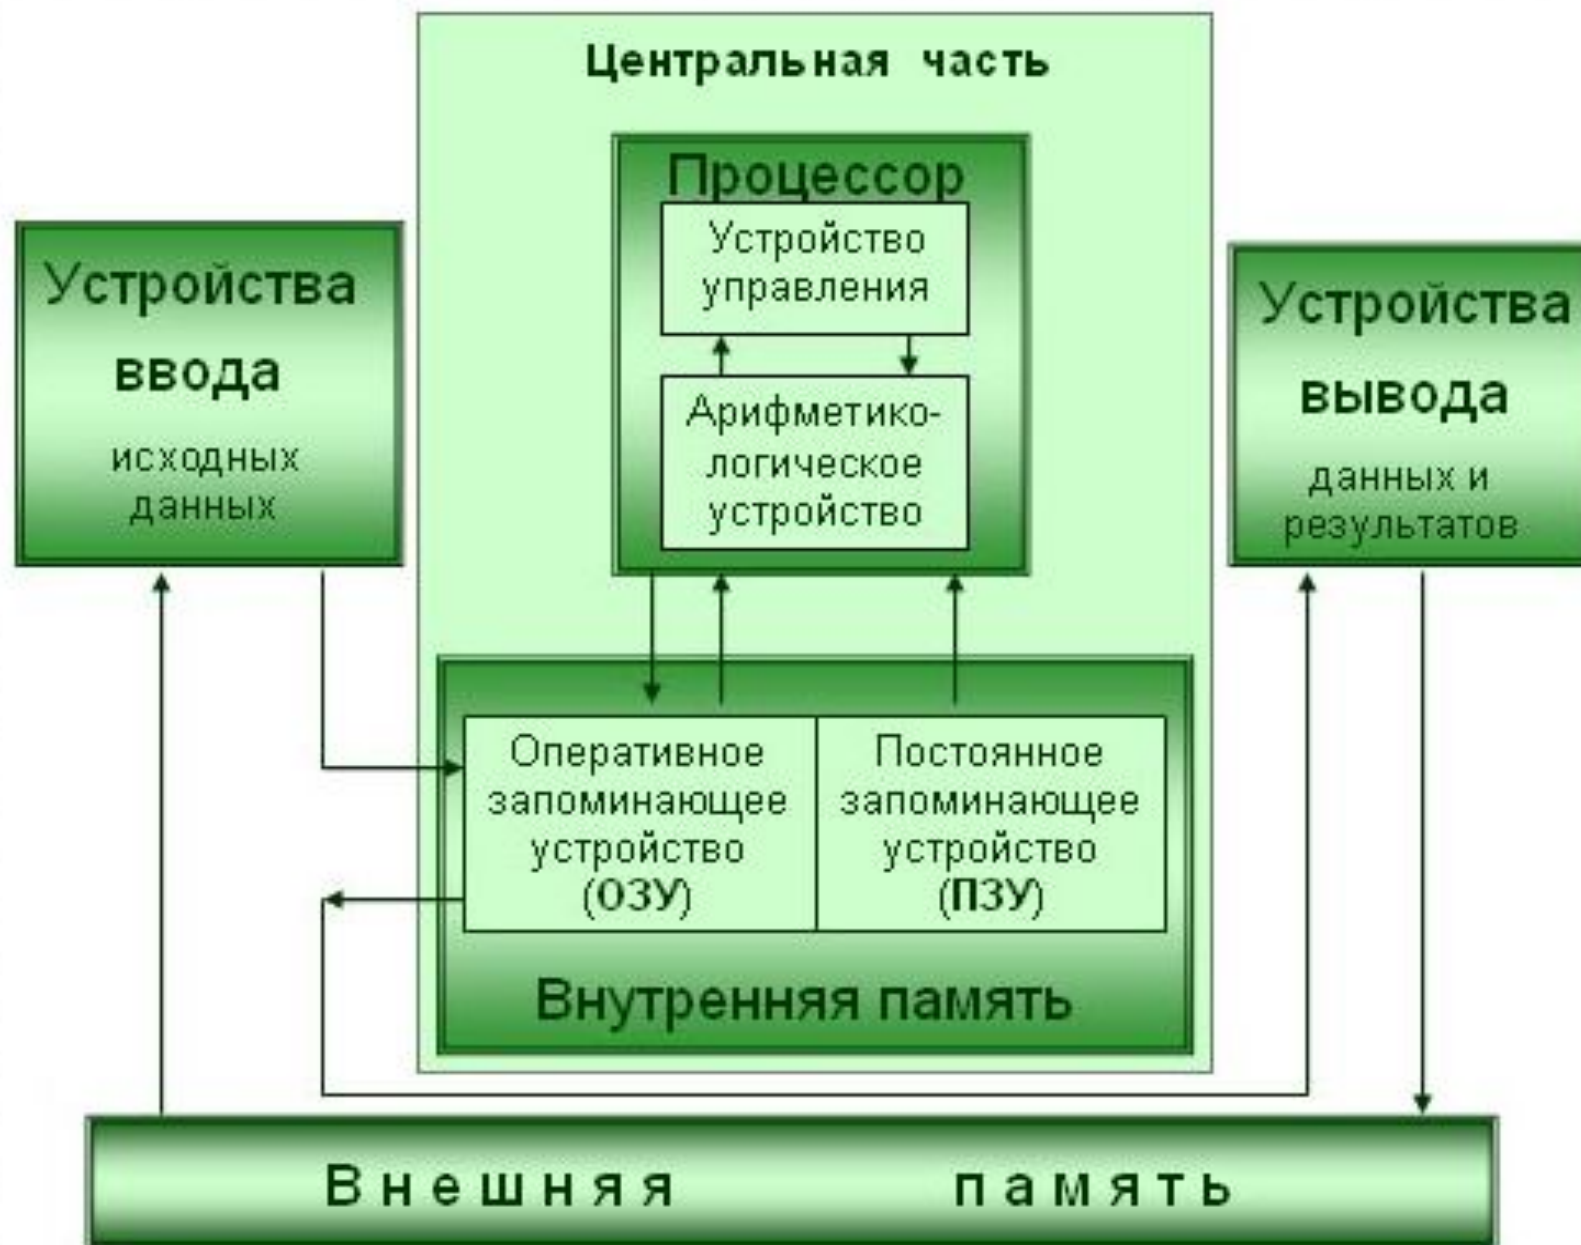 Центральная часть
Процессор
Устройство
управления
Арифметико-
логическое
устройство
Устройства
ввода
исходных
данных
Устройства
вывода
данных и
результатов
Оперативное
запоминающее
устройство
(ОЗУ)
Постоянное
запоминающее
устройство
(ПЗУ)
Внутренняя память
Внешняя память